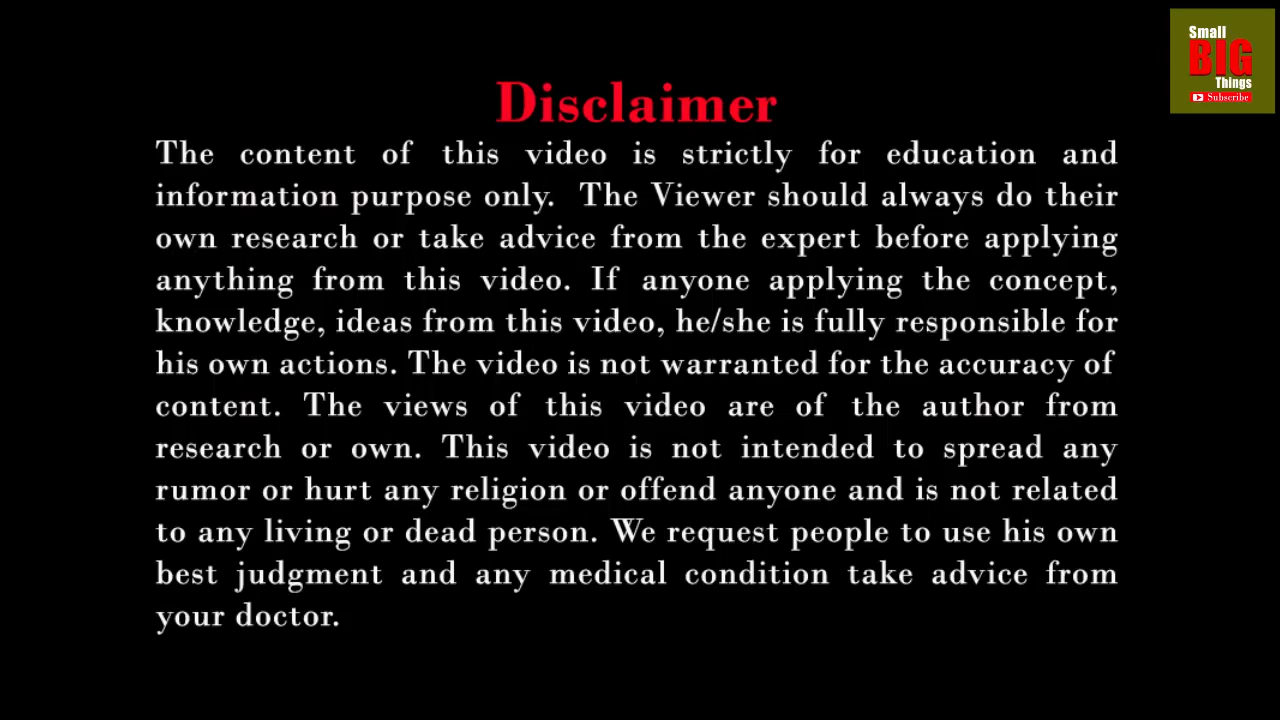 Small
BIG
Things
Subscribe
Disclaimer
The content of this video is strictly for education and
information purpose only. The Viewer should always do their
own research or take advice from the expert before applying
anything from this video. If anyone applying the concept,
knowledge, ideas from this video, he/she is fully responsible for
his own actions. The video is not warranted for the accuracy of
content. The views of this video are of the author from
research or own. This video is not intended to spread any
rumor or hurt any religion or offend anyone and is not related
to any living or dead person. We request people to use his own
best judgment and any medical condition take advice from
your doctor.